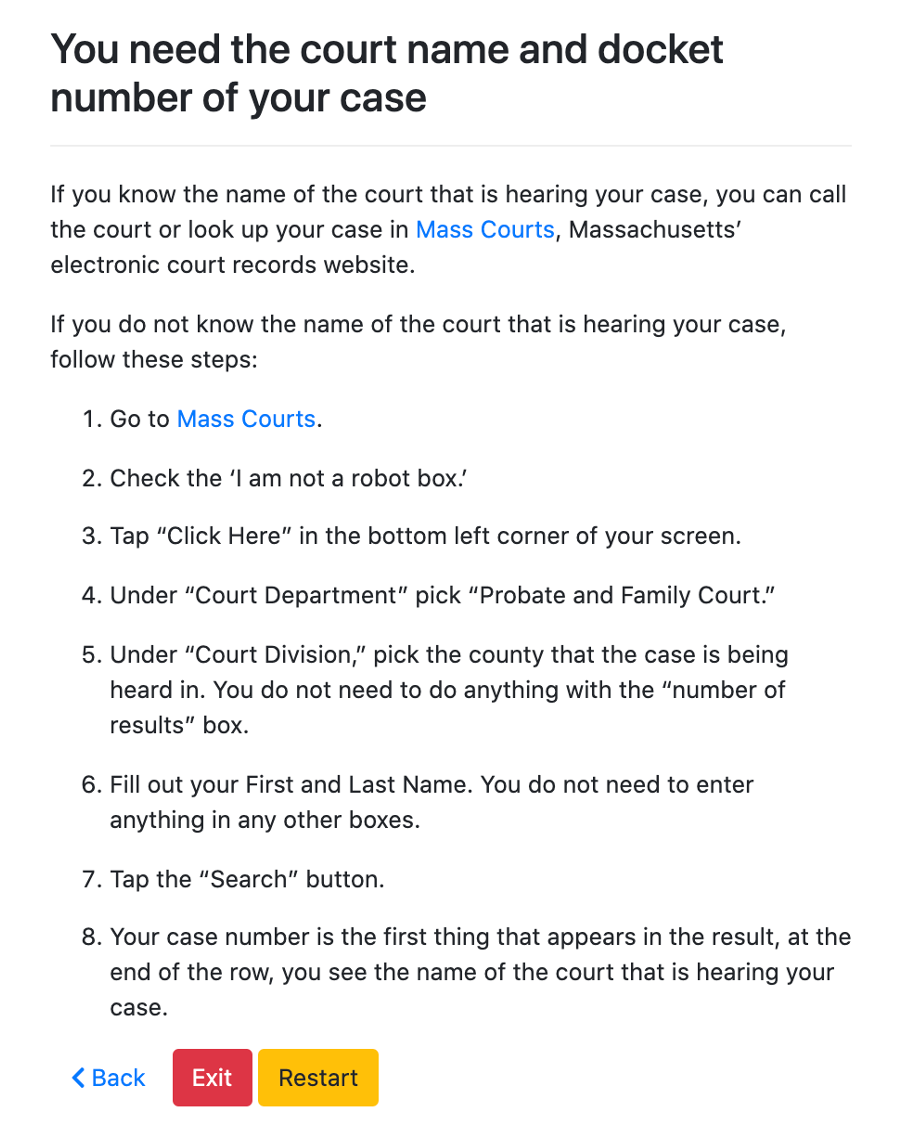 You need the court name and docket
number of your case
If you know the name of the court that is hearing your case, you can call
the court or look up your case in Mass Courts, Massachusetts’
electronic court records website.
If you do not know the name of the court that is hearing your case,
follow these steps:
1. Go to Mass Courts.
2. Check the ‘I am not a robot box.’
3. Tap “Click Here” in the bottom left corner of your screen.
4. Under “Court Department” pick “Probate and Family Court.”
5. Under “Court Division,” pick the county that the case is being
heard in. You do not need to do anything with the “number of
results” box.
6. Fill out your First and Last Name. You do not need to enter
anything in any other boxes.
7. Tap the “Search” button.
8. Your case number is the first thing that appears in the result, at the
end of the row, you see the name of the court that is hearing your
case.
Back Exit Restart